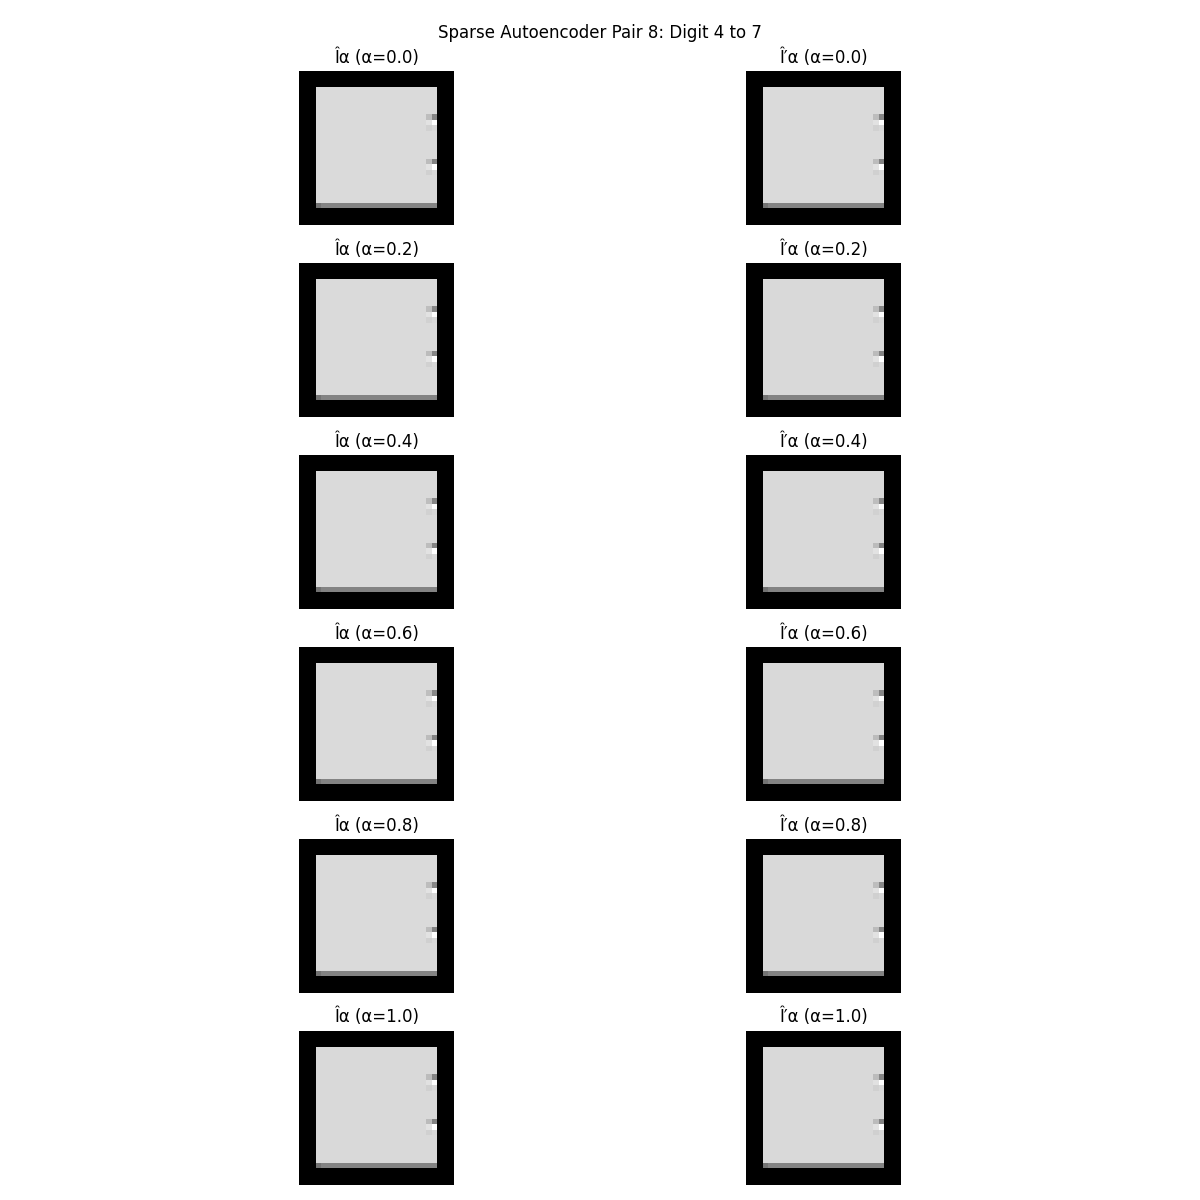 Sparse Autoencoder Pair 8: Digit 4 to 7
Îα (α=0.0) Î′α (α=0.0)
Îα (α=0.2) Î′α (α=0.2)
Îα (α=0.4) Î′α (α=0.4)
Îα (α=0.6) Î′α (α=0.6)
Îα (α=0.8) Î′α (α=0.8)
Îα (α=1.0) Î′α (α=1.0)